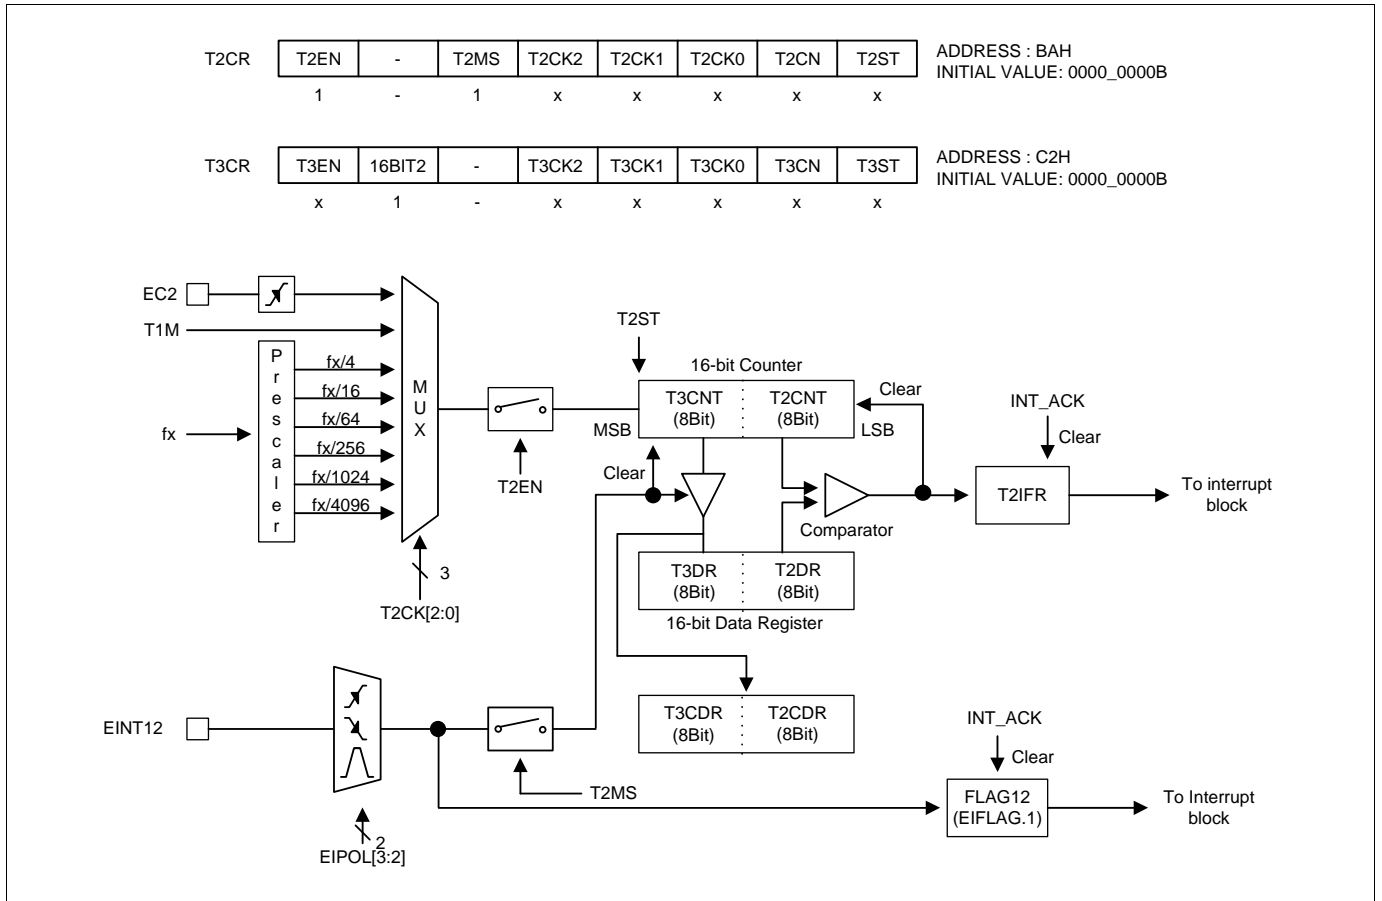 T2CR T2EN - T2MS T2CK2 T2CK1 T2CK0 T2CN T2ST ADDRESS : BAH
INITIAL VALUE: 0000_0000B
1 - 1 x x x x x
T3CR T3EN 16BIT2 - T3CK2 T3CK1 T3CK0 T3CN T3ST ADDRESS : C2H
INITIAL VALUE: 0000_0000B
x 1 - x x x x x
EC2
T1M
Prescaler
fx
fx/4
fx/16
fx/64
fx/256
fx/1024
fx/4096
MUX
3
T2CK[2:0]
T2EN
T2ST
16-bit Counter
T3CNT T2CNT
(8Bit) (8Bit)
MSB LSB
Clear
Clear
Comparator
T3DR T2DR
(8Bit) (8Bit)
16-bit Data Register
INT_ACK
Clear
T2IFR
To interrupt
block
EINT12
2
EIPOL[3:2]
T2MS
T3CDR T2CDR
(8Bit) (8Bit)
INT_ACK
Clear
FLAG12
(EIFLAG.1)
To Interrupt
block